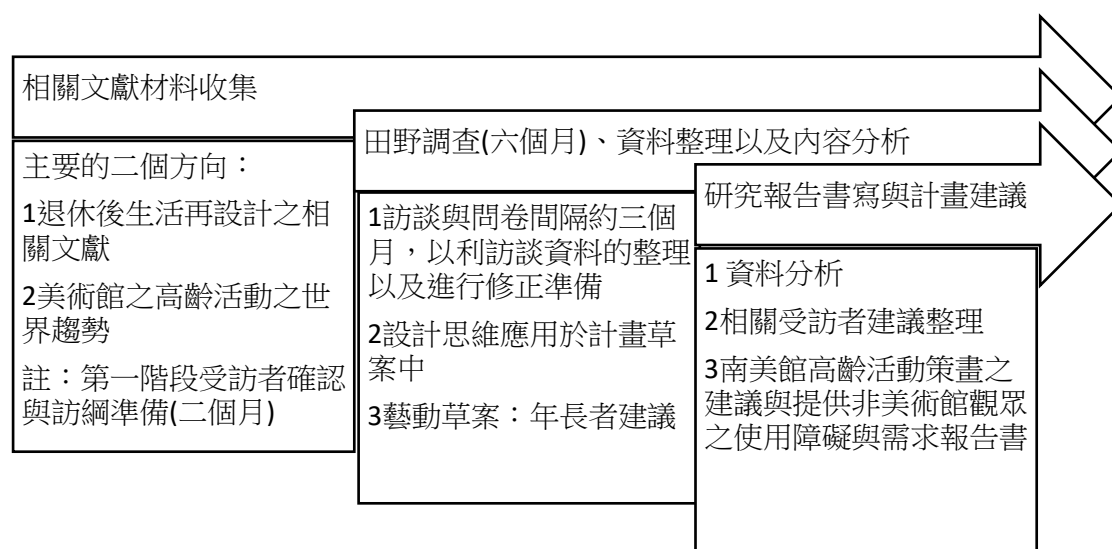 相關文獻材料收集
主要的二個方向：
1退休後生活再設計之相
關文獻
2美術館之高齡活動之世
界趨勢
註：第一階段受訪者確認
與訪綱準備(二個月)
田野調查(六個月)、資料整理以及內容分析
1訪談與問卷間隔約三個
月，以利訪談資料的整理
以及進行修正準備
2設計思維應用於計畫草
案中
3藝動草案：年長者建議
研究報告書寫與計畫建議
1 資料分析
2相關受訪者建議整理
3南美館高齡活動策畫之
建議與提供非美術館觀眾
之使用障礙與需求報告書